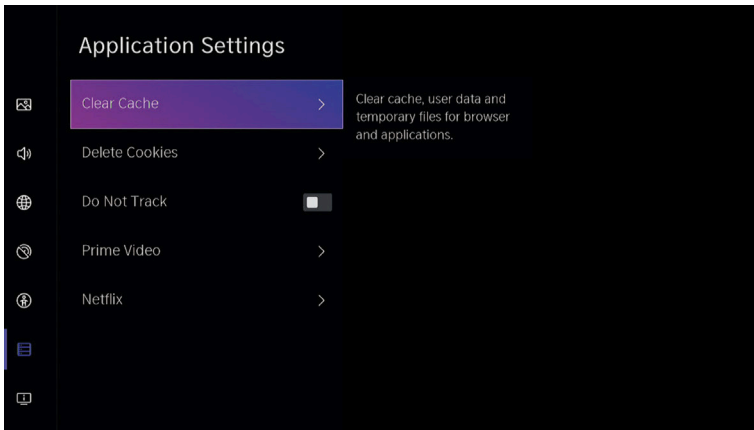 Application Settings
Clear Cache
Clear cache, user data and
temporary files for browser
and applications.
Delete Cookies
Do Not Track
Prime Video
Netflix